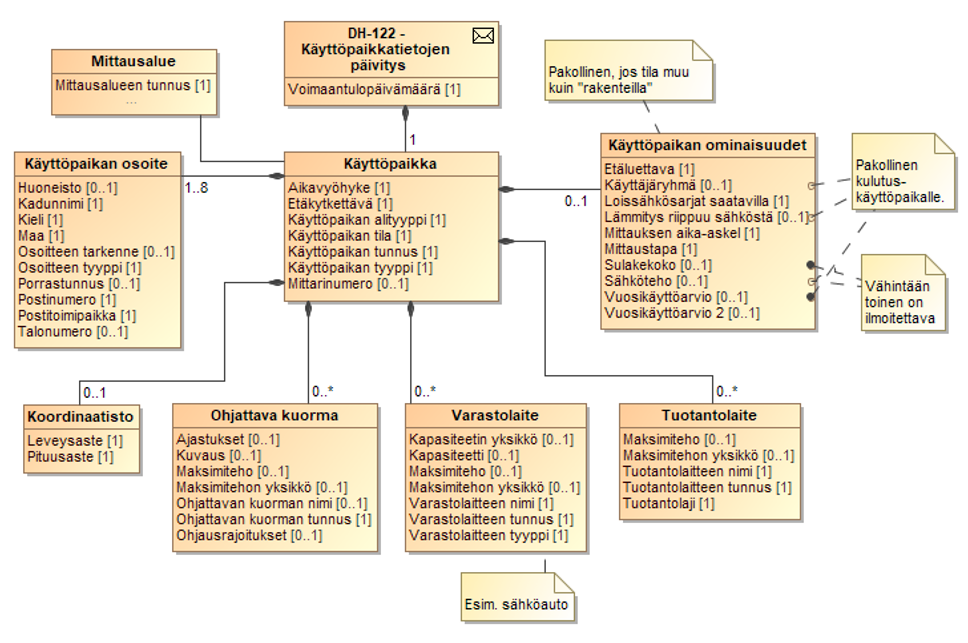 DH-122 -
Käyttöpaikkatietojen
päivitys
Voimaantulopäivämäärä [1]
Mittausalue
Mittausalueen tunnus [1]
...
Pakollinen, jos tila muu
kuin "rakenteilla"
1
Käyttöpaikan osoite
Huoneisto [0..1]
Kadunnimi [1]
Kieli [1]
Maa [1]
Osoitteen tarkenne [0..1]
Osoitteen tyyppi [1]
Porrastunnus [0..1]
Postinumero [1]
Postitoimipaikka [1]
Talonumero [0..1]
1..8
Käyttöpaikka
Aikavyöhyke [1]
Etäkytkettävä [1]
Käyttöpaikan alityyppi [1]
Käyttöpaikan tila [1]
Käyttöpaikan tunnus [1]
Käyttöpaikan tyyppi [1]
Mittarinumero [0..1]
0..1
Käyttöpaikan ominaisuudet
Etäluettava [1]
Käyttäjäryhmä [0..1]
Loissähkösarjat saatavilla [1]
Lämmitys riippuu sähköstä [0..1]
Mittauksen aika-askel [1]
Mittaustapa [1]
Sulakekoko [0..1]
Sähköteho [0..1]
Vuosikäyttöarvio [0..1]
Vuosikäyttöarvio 2 [0..1]
Pakollinen
kulutus-
käyttöpaikalle.
Vähintään
toinen on
ilmoitettava
0..1
Koordinaatisto
Leveysaste [1]
Pituusaste [1]
0..*
Ohjattava kuorma
Ajastukset [0..1]
Kuvaus [0..1]
Maksimiteho [0..1]
Maksimitehon yksikkö [0..1]
Ohjattavan kuorman nimi [0..1]
Ohjattavan kuorman tunnus [1]
Ohjausrajoitukset [0..1]
0..*
Varastolaite
Kapasiteetin yksikkö [0..1]
Kapasiteetti [0..1]
Maksimiteho [0..1]
Maksimitehon yksikkö [0..1]
Varastolaitteen nimi [1]
Varastolaitteen tunnus [1]
Varastolaitteen tyyppi [1]
0..*
Tuotantolaite
Maksimiteho [0..1]
Maksimitehon yksikkö [0..1]
Tuotantolaitteen nimi [1]
Tuotantolaitteen tunnus [1]
Tuotantolaji [1]
Esim. sähköauto